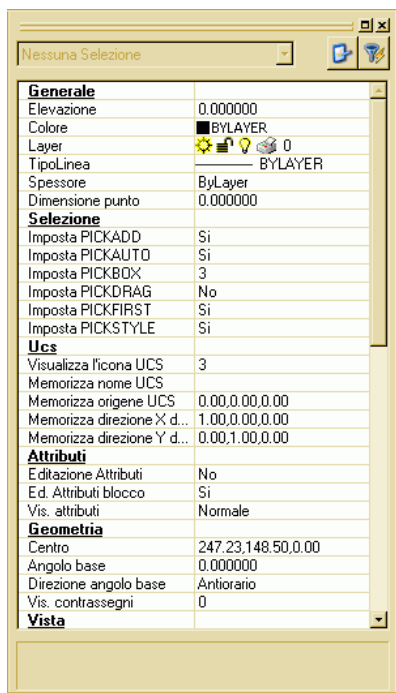 Nessuna Selezione
Generale
Elevazione 0.000000
Colore BYLAYER
Layer 0
TipoLinea BYLAYER
Spessore ByLayer
Dimensione punto 0.000000
Selezione
Imposta PICKADD Si
Imposta PICKAUTO Si
Imposta PICKBOX 3
Imposta PICKDRAG No
Imposta PICKFIRST Si
Imposta PICKSTYLE Si
Ucs
Visualizza l'icona UCS 3
Memorizza nome UCS
Memorizza origene UCS 0.00,0.00,0.00
Memorizza direzione X d... 1.00,0.00,0.00
Memorizza direzione Y d... 0.00,1.00,0.00
Attributi
Editazione Attributi No
Ed. Attributi blocco Si
Vis. attributi Normale
Geometria
Centro 247.23,148.50,0.00
Angolo base 0.000000
Direzione angolo base Antiorario
Vis. contrassegni 0
Vista